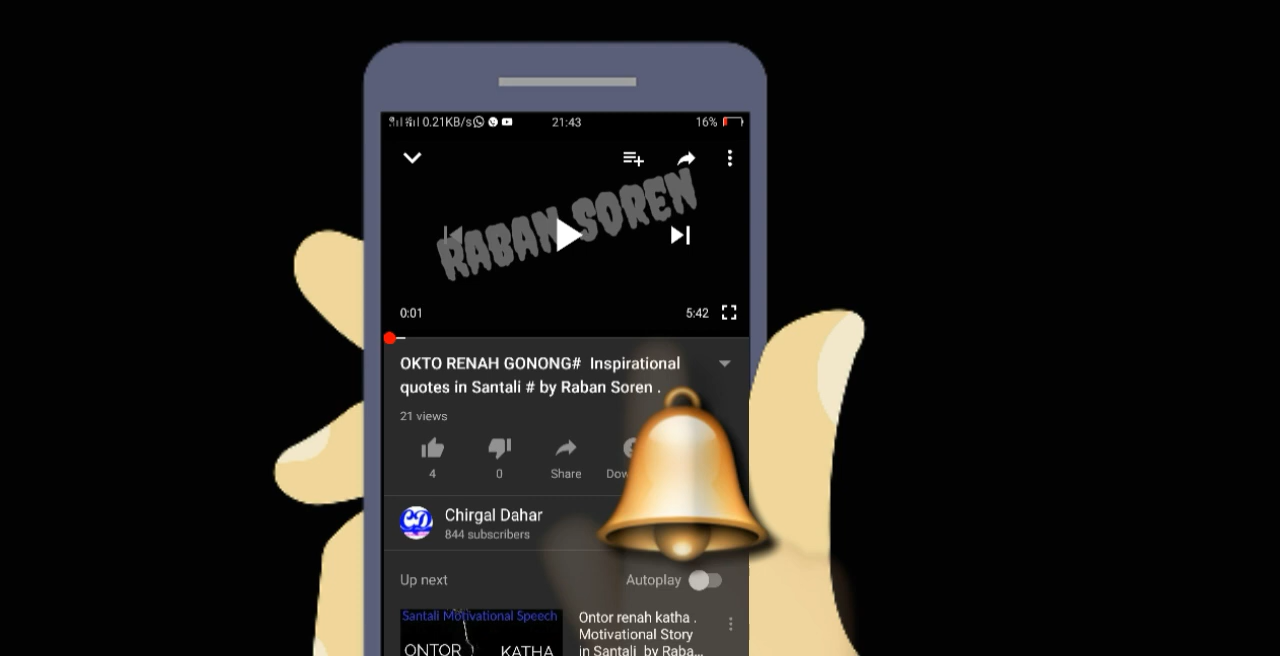 0.21KB/s
21:43
16%
RABAN SOREN
0:01
5:42
OKTO RENAH GONONG#  Inspirational
quotes in Santali # by Raban Soren .
21 views
4
0
Share
CD
Chirgal Dahar
844 subscribers
Up next
Autoplay
Santali Motivational Speech
ONTOR KATHA
Ontor renah katha .
Motivational Story
in Santali by Raba...